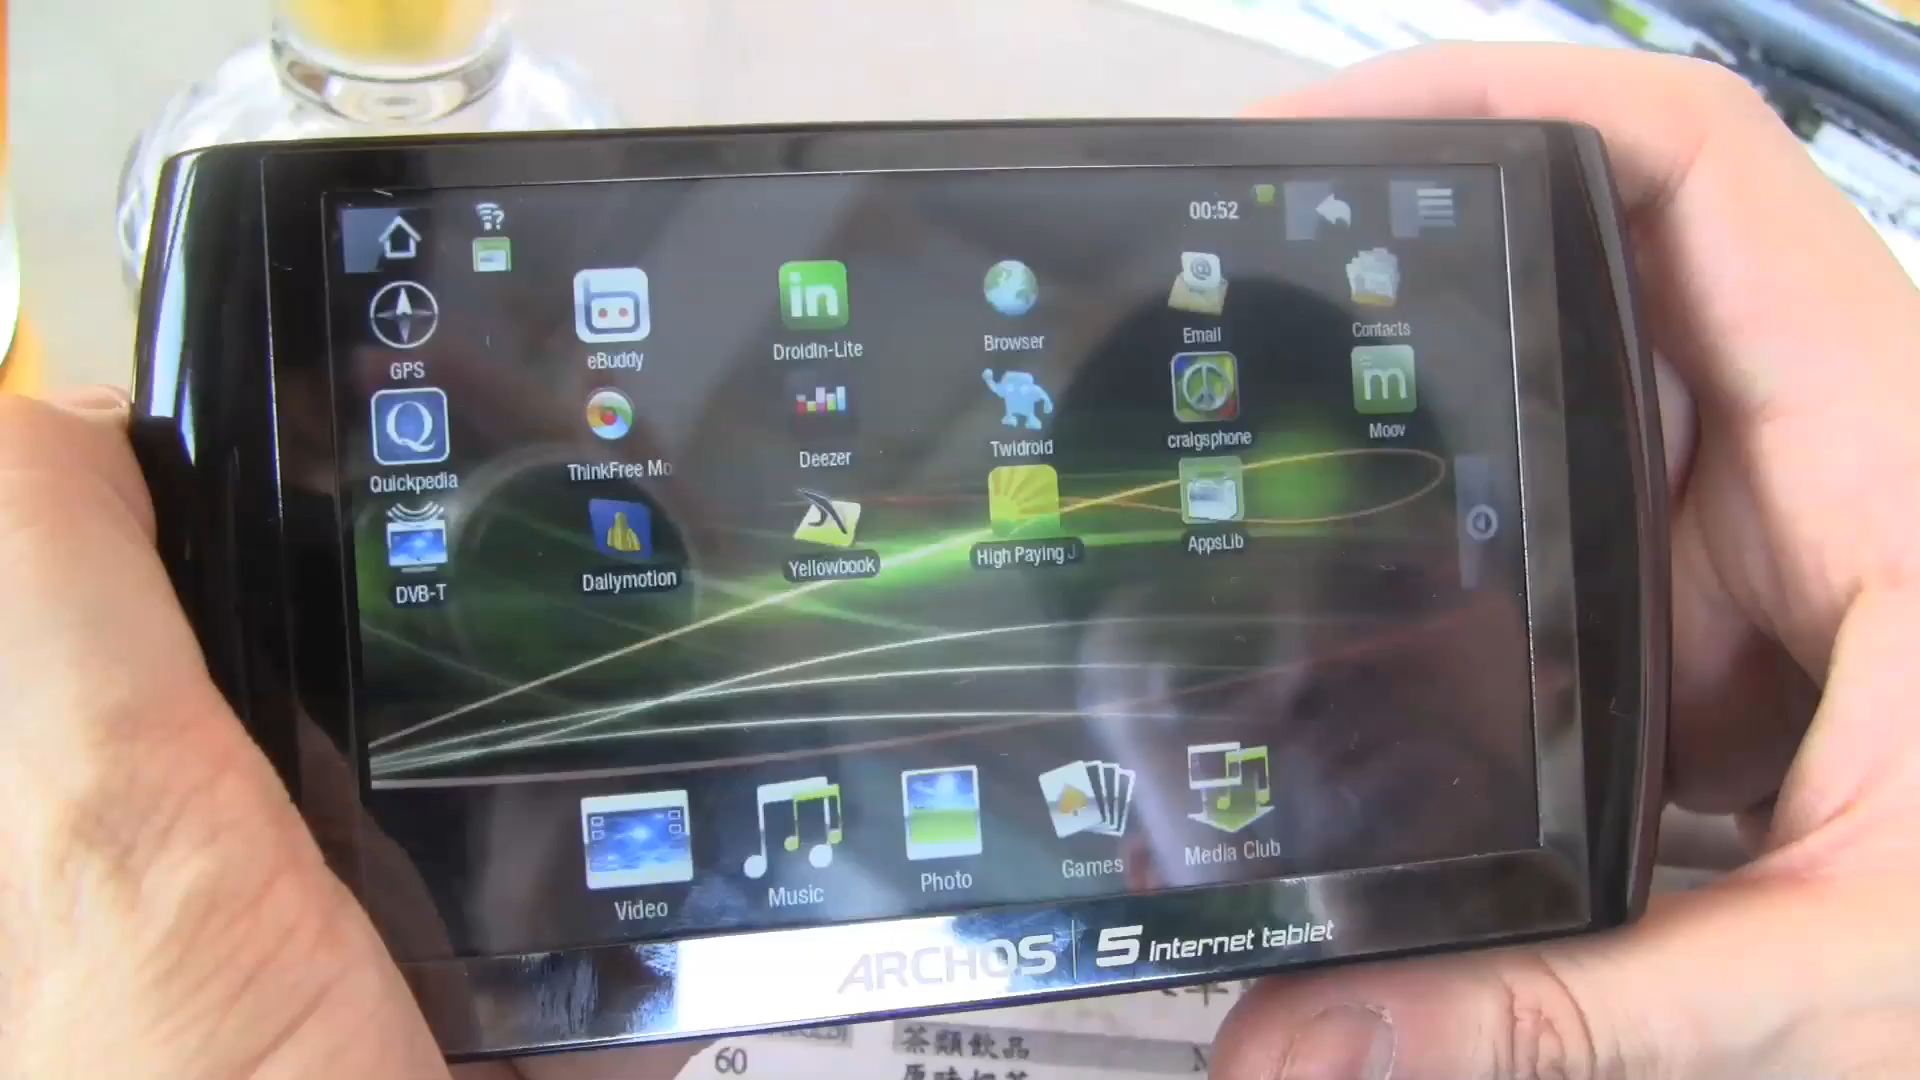 00:52
GPS
eBuddy
DroidIn-Lite
Browser
Email
Contacts
Quickpedia
ThinkFree Mo
Deezer
Twidroid
craigsphone
Moov
DVB-T
Dailymotion
Yellowbook
High Paying J
AppsLib
Video
Music
Photo
Games
Media Club
ARCHOS 5 internet tablet
60
茶類飲品